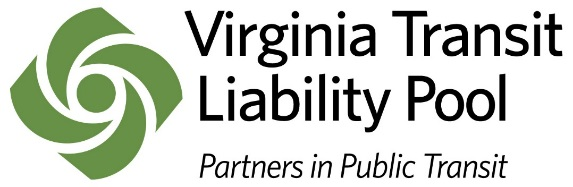 Virginia Transit
Liability Pool
Partners in Public Transit